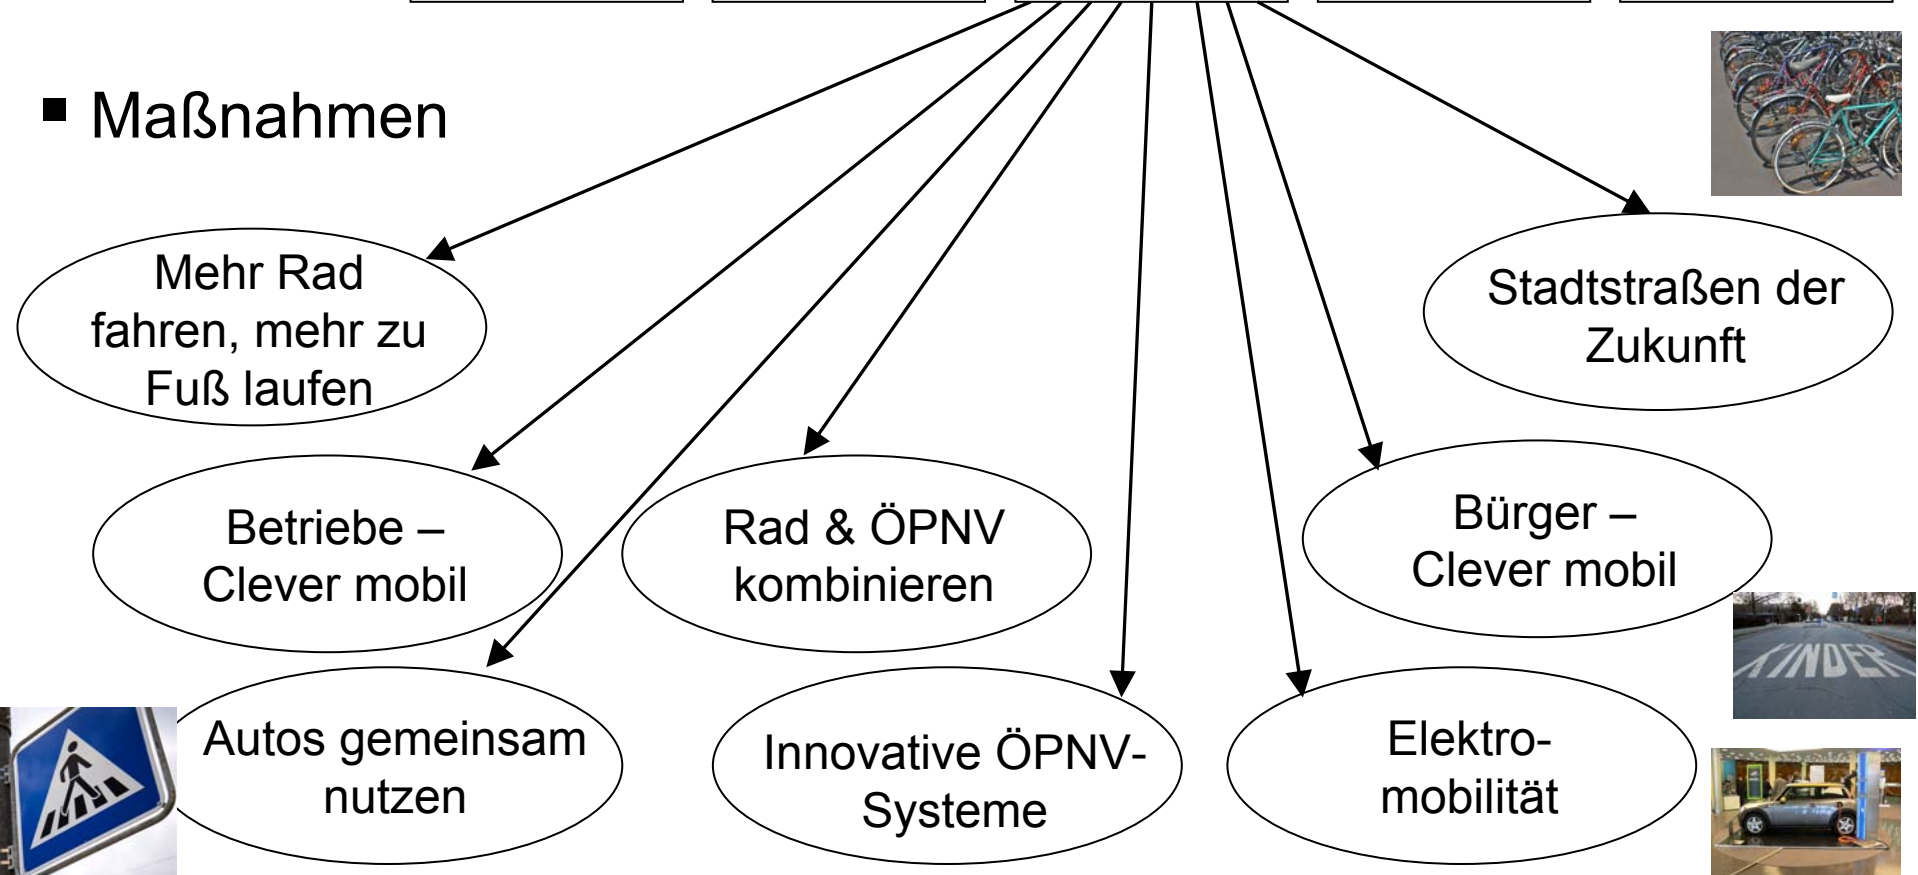 ▪ Maßnahmen
Mehr Rad
fahren, mehr zu
Fuß laufen
Stadtstraßen der
Zukunft
Betriebe –
Clever mobil
Rad & ÖPNV
kombinieren
Bürger –
Clever mobil
KINDER
Autos gemeinsam
nutzen
Innovative ÖPNV-
Systeme
Elektro-
mobilität